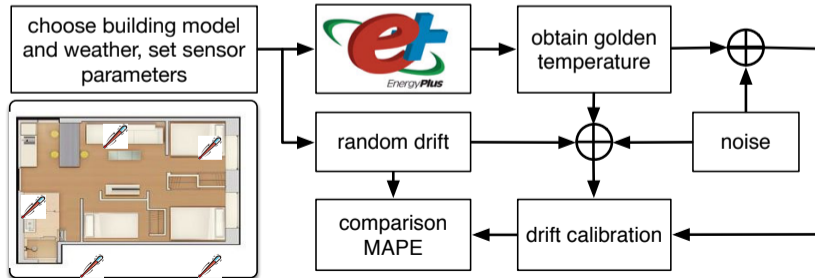 choose building model
and weather, set sensor
parameters
e+
EnergyPlus
obtain golden
temperature
random drift
noise
comparison
MAPE
drift calibration